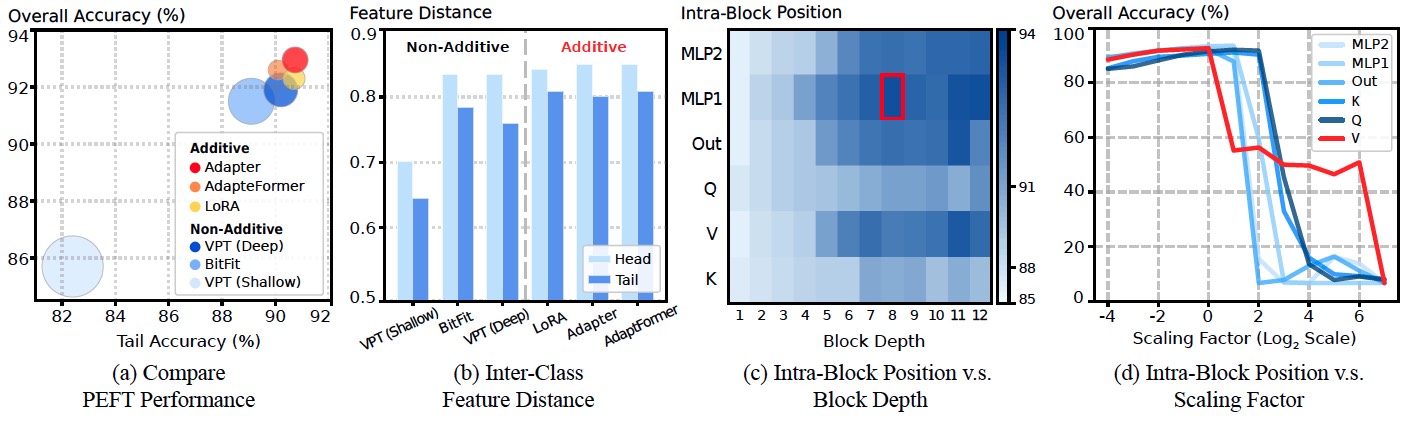 Overall Accuracy (%)
94
92
90
88
86
82
84
86
88
90
92
Additive
Adapter
AdapteFormer
LoRA
Non-Additive
VPT (Deep)
BitFit
VPT (Shallow)
Tail Accuracy (%)
(a) Compare
PEFT Performance
Feature Distance
0.9
0.8
0.7
0.6
0.5
Non-Additive
Additive
Head
Tail
VPT (Shallow)
BitFit
VPT (Deep)
LoRA
Adapter
AdaptFormer
(b) Inter-Class
Feature Distance
Intra-Block Position
MLP2
MLP1
Out
Q
V
K
1 2 3 4 5 6 7 8 9 10 11 12
Block Depth
94
91
88
85
(c) Intra-Block Position v.s.
Block Depth
Overall Accuracy (%)
100
80
60
40
20
0
-4
-2
0
2
4
6
MLP2
MLP1
Out
K
Q
V
Scaling Factor (Log2 Scale)
(d) Intra-Block Position v.s.
Scaling Factor